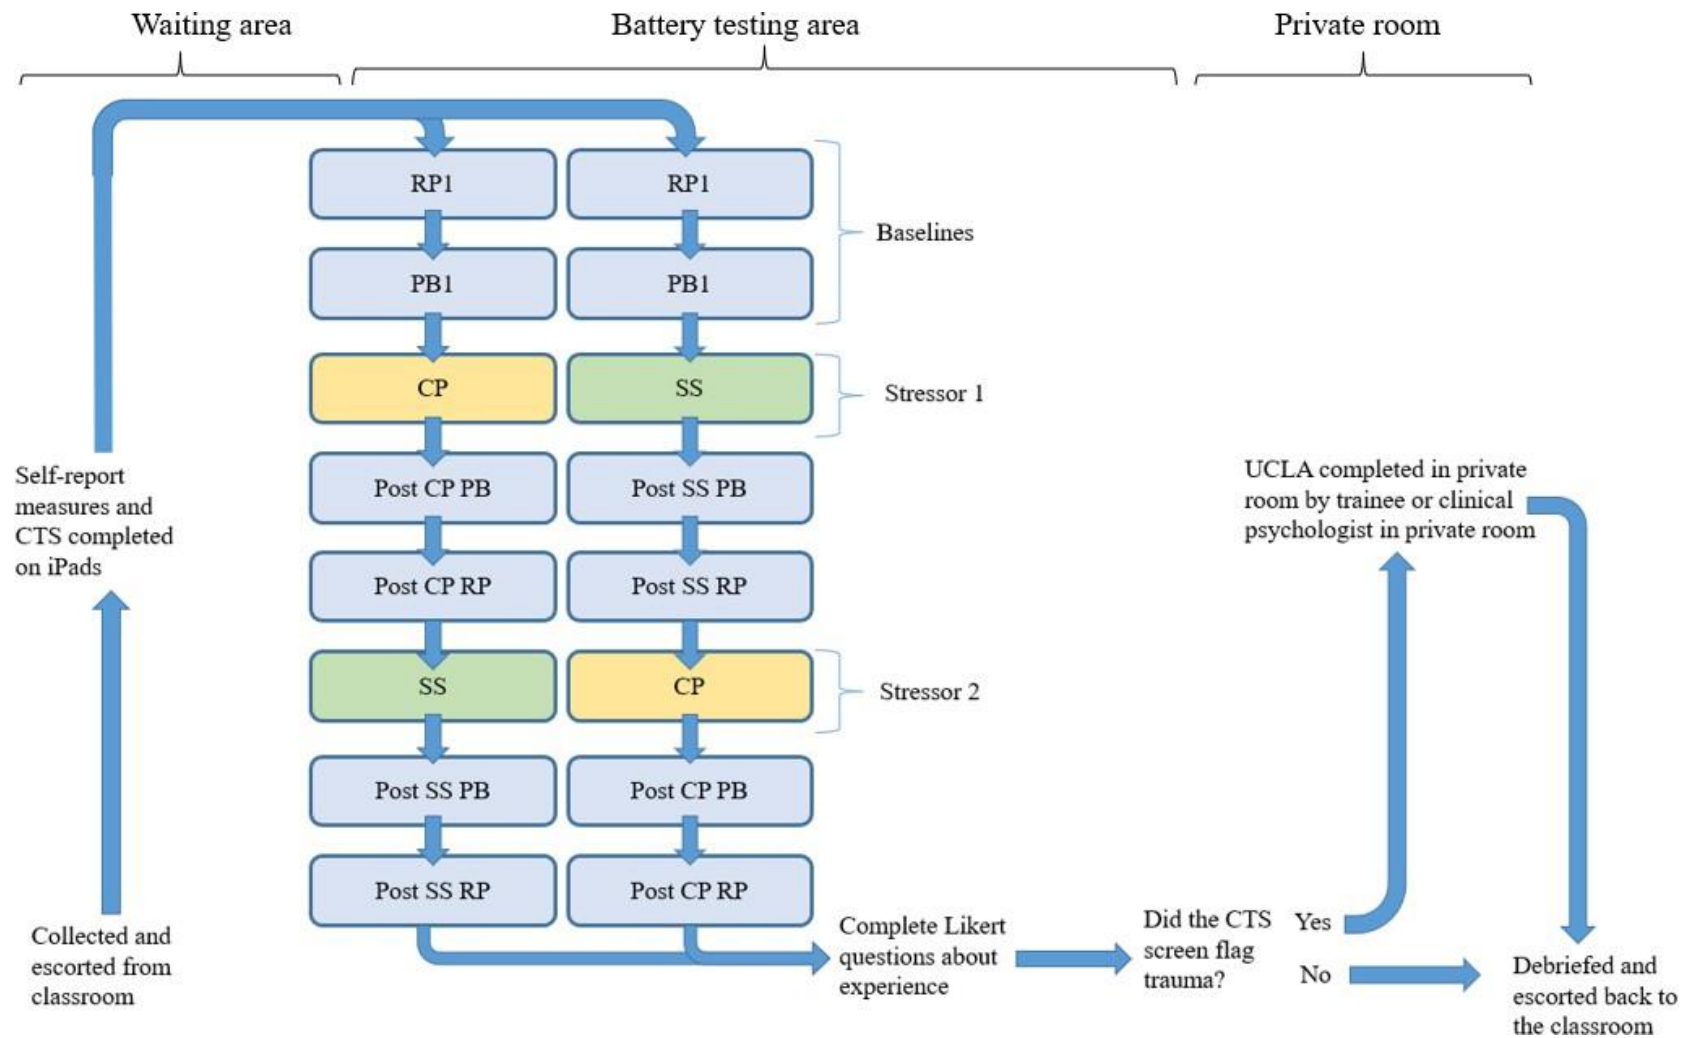 Waiting area
Battery testing area
Private room
RP1
RP1
PB1
PB1
Baselines
CP
SS
Stressor 1
Post CP PB
Post SS PB
Post CP RP
Post SS RP
SS
CP
Stressor 2
Post SS PB
Post CP PB
Post SS RP
Post CP RP
Self-report
measures and
CTS completed
on iPads
Collected and
escorted from
classroom
Complete Likert
questions about
experience
Did the CTS
screen flag
trauma?
Yes
No
UCLA completed in private
room by trainee or clinical
psychologist in private room
Debriefed and
escorted back to
the classroom